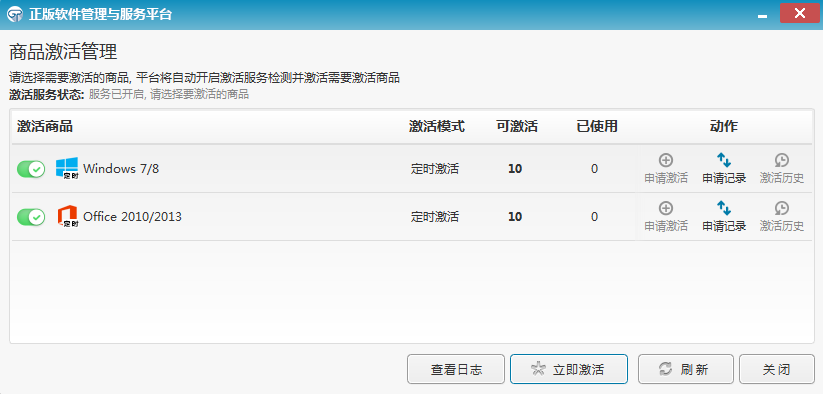 正版软件管理与服务平台
商品激活管理
请选择需要激活的商品, 平台将自动开启激活服务检测并激活需要激活商品
激活服务状态: 服务已开启, 请选择要激活的商品
激活商品 激活模式 可激活 已使用 动作
定时 Windows 7/8 定时激活 10 0 申请激活 申请记录 激活历史
定时 Office 2010/2013 定时激活 10 0 申请激活 申请记录 激活历史
查看日志 立即激活 刷 新 关 闭